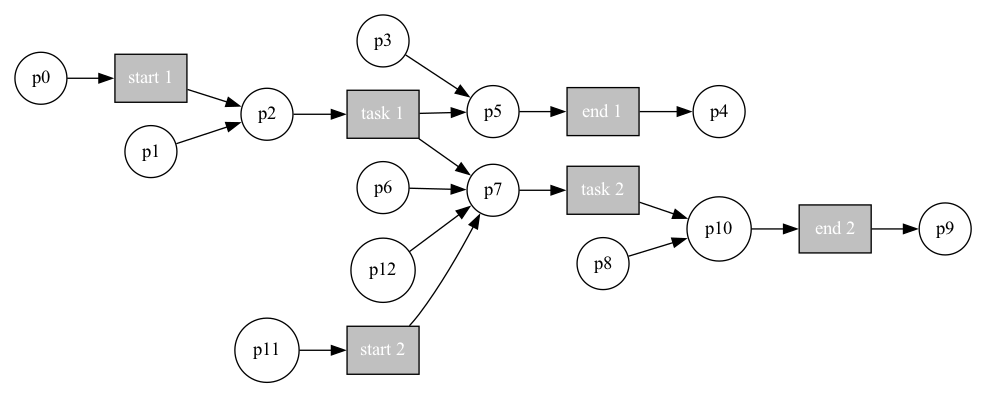 p3
p0
start 1
p2
task 1
p5
end 1
p4
p1
p6
p7
task 2
p10
end 2
p9
p12
p8
p11
start 2